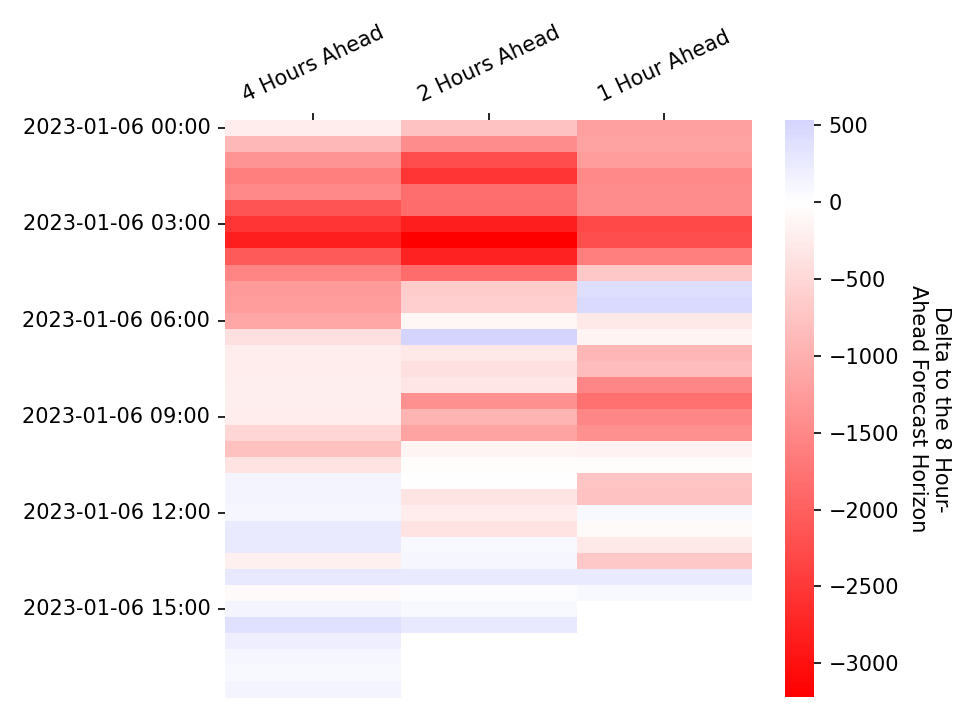 4 Hours Ahead
2 Hours Ahead
1 Hour Ahead
2023-01-06 00:00
2023-01-06 03:00
2023-01-06 06:00
2023-01-06 09:00
2023-01-06 12:00
2023-01-06 15:00
500
0
−500
−1000
−1500
−2000
−2500
−3000
Delta to the 8 Hour-
Ahead Forecast Horizon